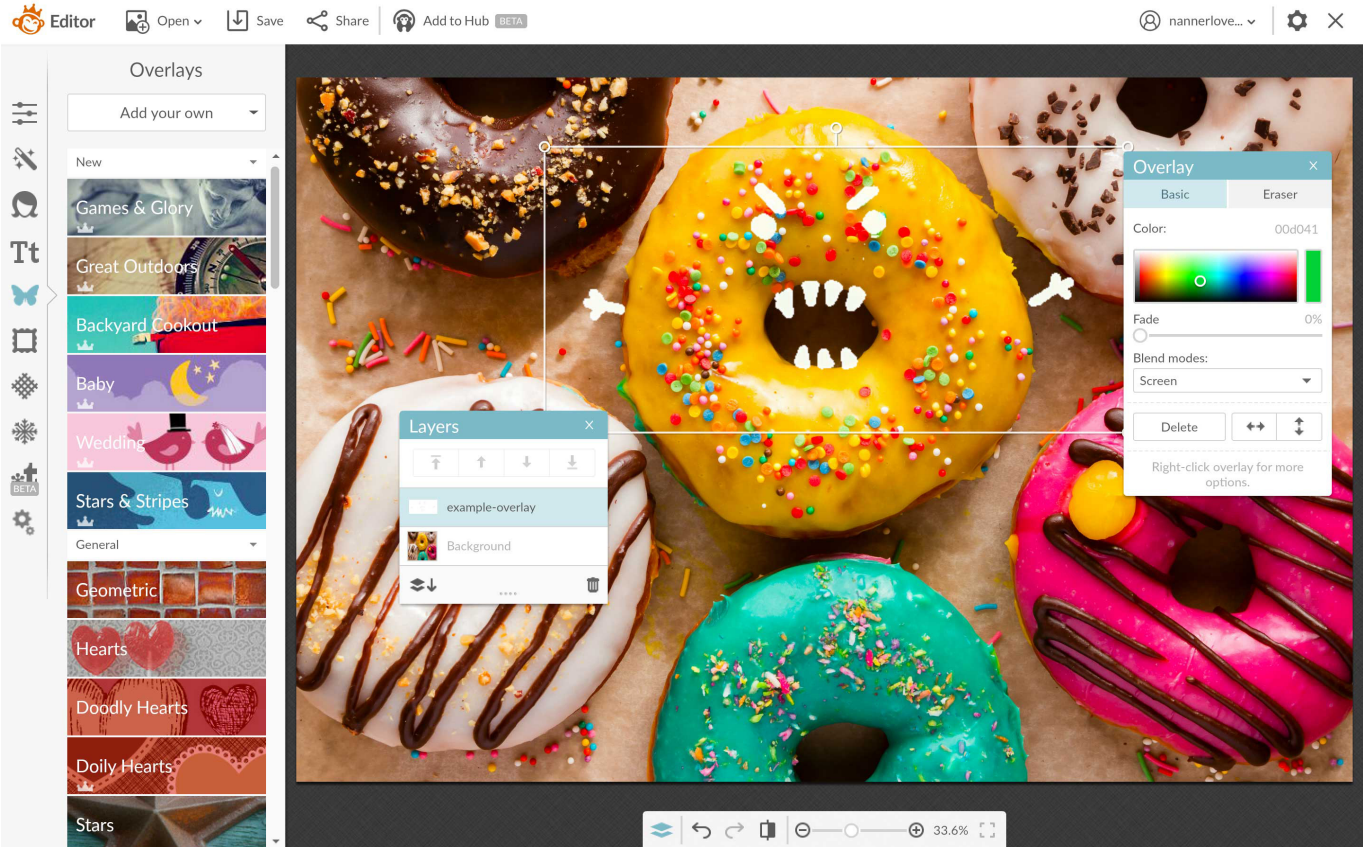 Editor
Open
Save
Share
Add to Hub BETA
nannerlove...
Overlays
Add your own
New
Games & Glory
Great Outdoors
Backyard Cookout
Baby
Wedding
Stars & Stripes
General
Geometric
Hearts
Doodly Hearts
Doily Hearts
Stars
Tt
BETA
Layers X
example-overlay
Background
Overlay X
Basic Eraser
Color: 00d041
Fade 0%
Blend modes:
Screen
Delete
Right-click overlay for more
options.
33.6%